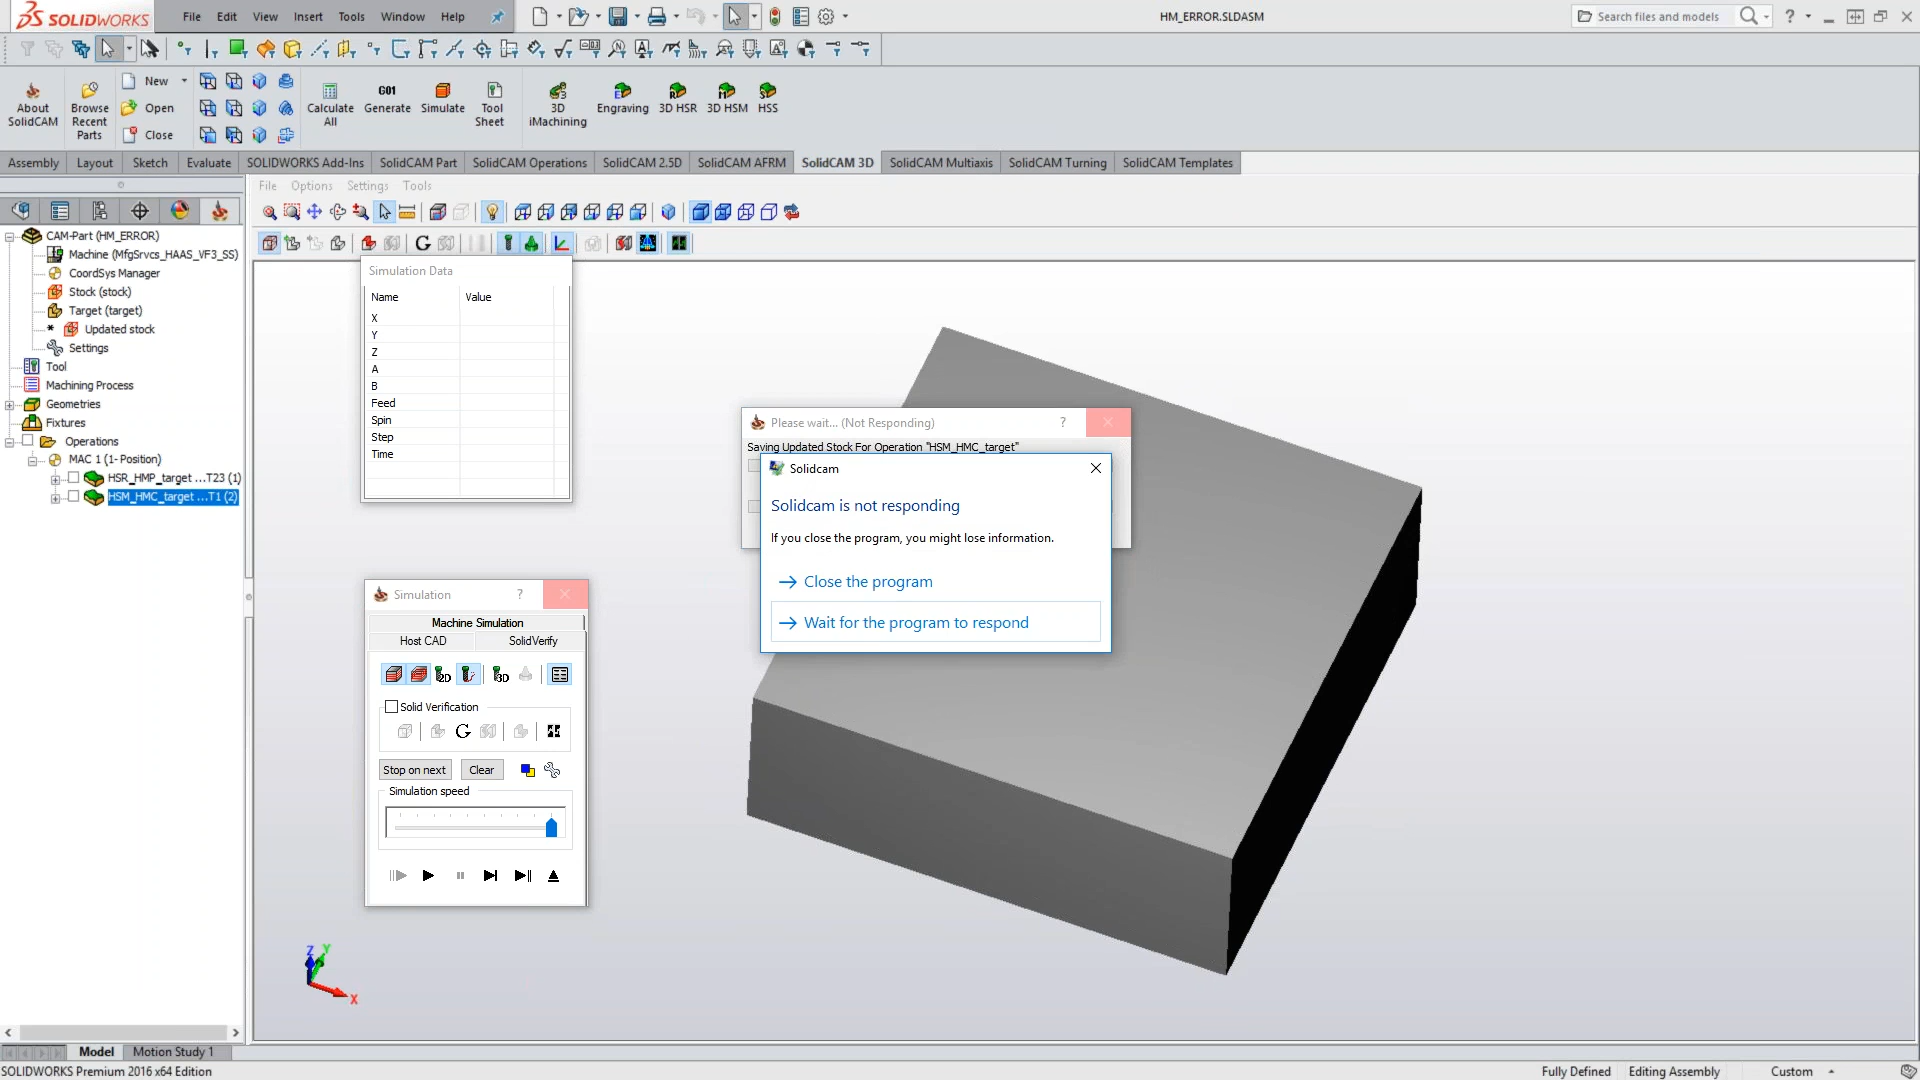 SOLIDWORKS File Edit View Insert Tools Window Help HM_ERROR.SLDASM Search files and models ?
About SolidCAM
Browse Recent Parts
New
Open
Close
Calculate All
G01
Generate
Simulate
Tool Sheet
3D iMachining
Engraving
3D HSR
3D HSM
HSS
Assembly Layout Sketch Evaluate SOLIDWORKS Add-Ins SolidCAM Part SolidCAM Operations SolidCAM 2.5D SolidCAM AFRM SolidCAM 3D SolidCAM Multiaxis SolidCAM Turning SolidCAM Templates
File Options Settings Tools
CAM-Part (HM_ERROR)
Machine (MfgSrvcs_HAAS_VF3_SS)
CoordSys Manager
Stock (stock)
Target (target)
* Updated stock
Settings
Tool
Machining Process
Geometries
Fixtures
Operations
MAC 1 (1- Position)
HSR_HMP_target ...T23 (1)
HSM_HMC_target ...T1 (2)
Simulation Data
Name Value
X
Y
Z
A
B
Feed
Spin
Step
Time
Please wait... (Not Responding) ?
Saving Updated Stock For Operation "HSM_HMC_target"
Solidcam
Solidcam is not responding
If you close the program, you might lose information.
Close the program
Wait for the program to respond
Simulation ?
Machine Simulation
Host CAD SolidVerify
2D 3D
Solid Verification
Stop on next Clear
Simulation speed
Z Y
X
Model Motion Study 1
SOLIDWORKS Premium 2016 x64 Edition Fully Defined Editing Assembly Custom